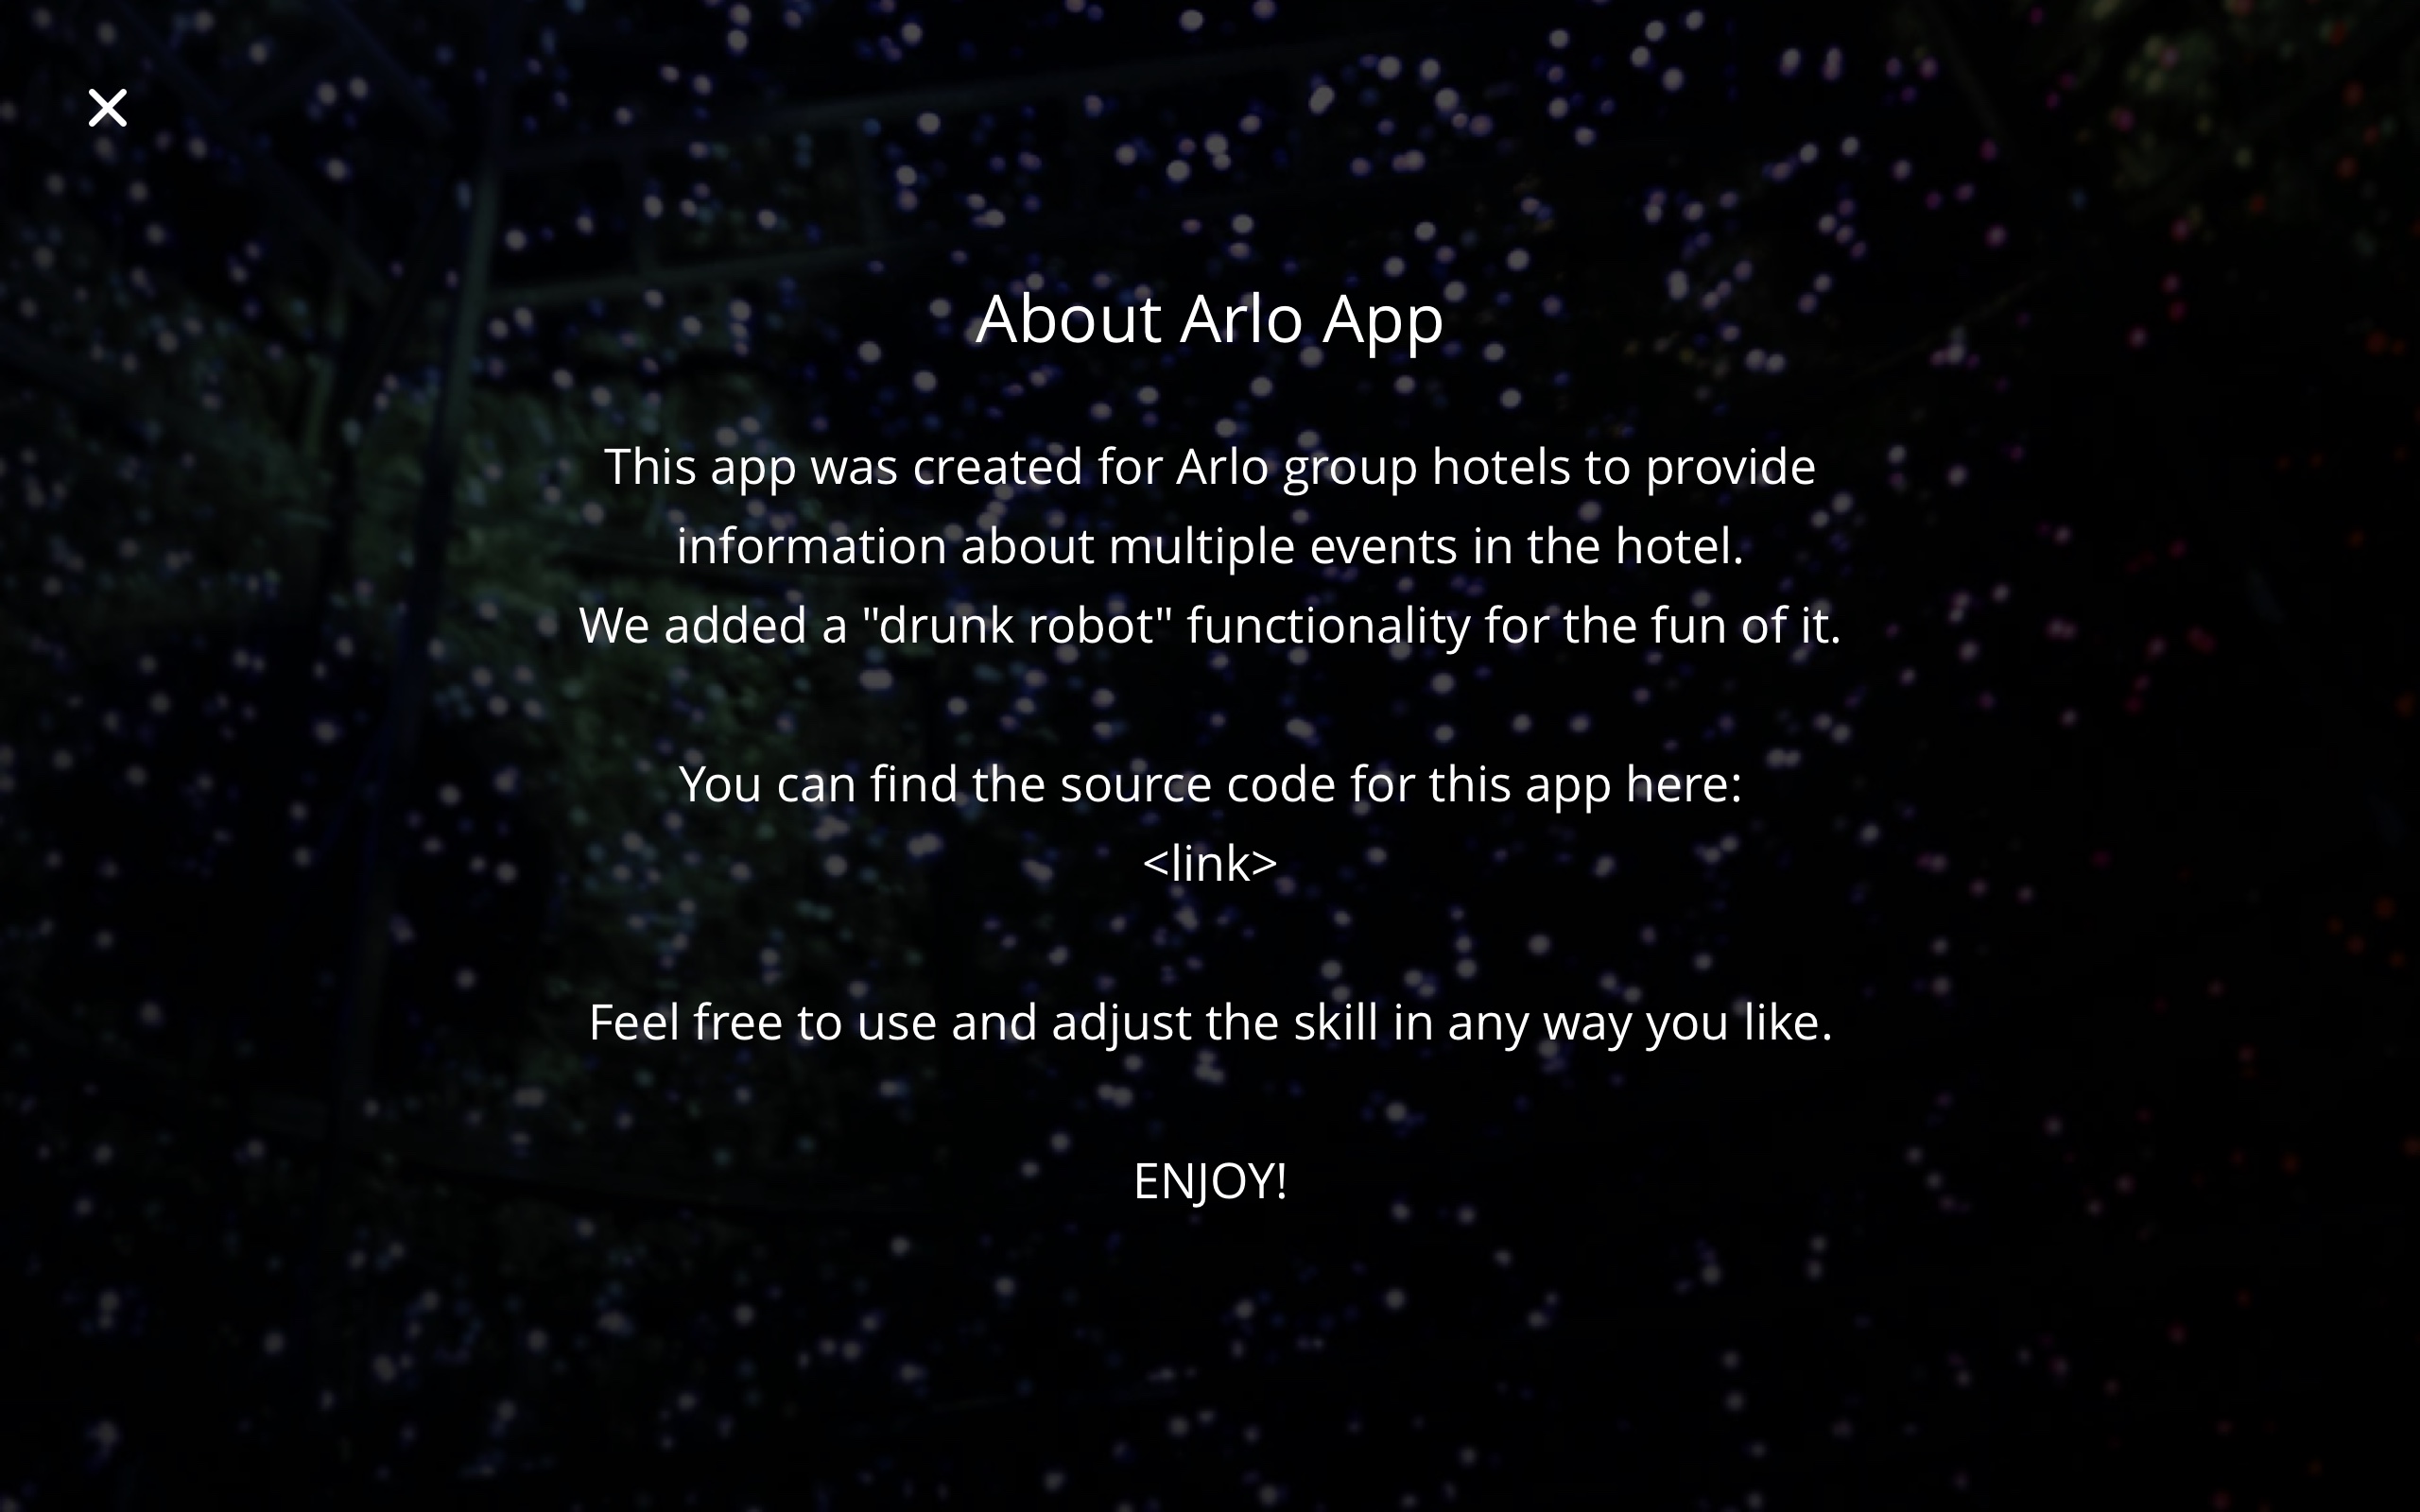 About Arlo App
This app was created for Arlo group hotels to provide
information about multiple events in the hotel.
We added a "drunk robot" functionality for the fun of it.
You can find the source code for this app here:
<link>
Feel free to use and adjust the skill in any way you like.
ENJOY!